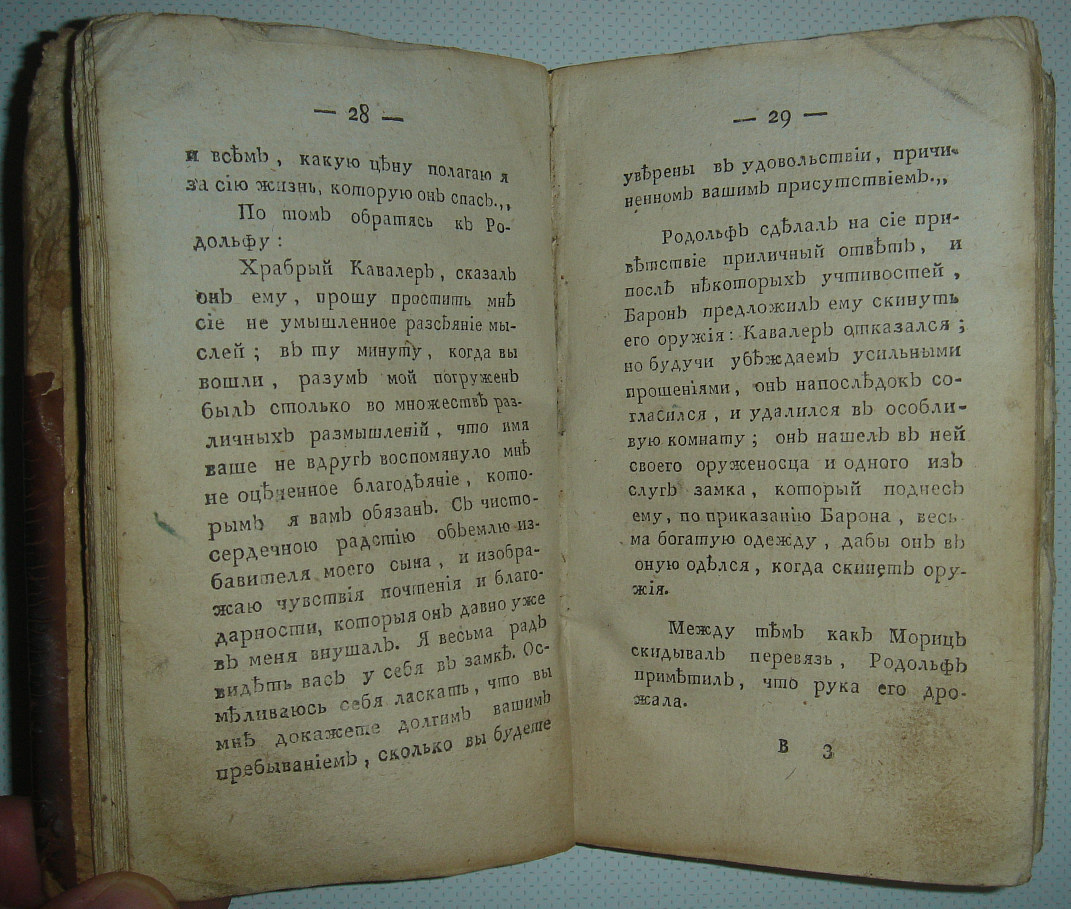 — 28 —
и всѣмъ, какую цѣну полагаю я
за сію жизнь, которую онъ спасъ.,,
По томъ обратясь къ Ро-
дольфу:
Храбрый Кавалеръ, сказалъ
онъ ему, прошу простить мнѣ
сіе не умышленное разсѣяніе мы-
слей; въ ту минуту, когда вы
вошли, разумъ мой погруженъ
былъ столько во множествѣ раз-
личныхъ размышленій, что имя
ваше не вдругъ воспомянуло мнѣ
не оцѣненное благодѣяніе, кото-
рымъ я вамъ обязанъ. Съ чисто-
сердечною радстію объемлю из-
бавителя моего сына, и изобра-
жаю чувствія почтенія и благо-
дарности, которыя онъ давно уже
въ меня внушалъ. Я весьма радъ
видѣть васъ у себя въ замкѣ. Ос-
мѣливаюсь себя ласкать, что вы
мнѣ докажете долгимъ вашимъ
пребываніемъ, сколько вы будете
— 29 —
увѣрены въ удовольствіи, причи-
ненномъ вашимъ присутствіемъ.,,
Родольфъ сдѣлалъ на сіе при-
вѣтствіе приличный отвѣтъ, и
послѣ нѣкоторыхъ учтивостей,
Баронъ предложилъ ему скинуть
его оружія: Кавалеръ отказался;
но будучи убѣждаемъ усильными
прошеніями, онъ напослѣдокъ со-
гласился, и удалился въ особли-
вую комнату; онъ нашелъ въ ней
своего оруженосца и одного изъ
слугъ замка, который поднесъ
ему, по приказанію Барона, весь
ма богатую одежду, дабы онъ въ
оную одѣлся, когда скинетъ ору-
жія.
Между тѣмъ какъ Морицъ
скидывалъ перевязь, Родольфъ
примѣтилъ, что рука его дро-
жала.
В 3